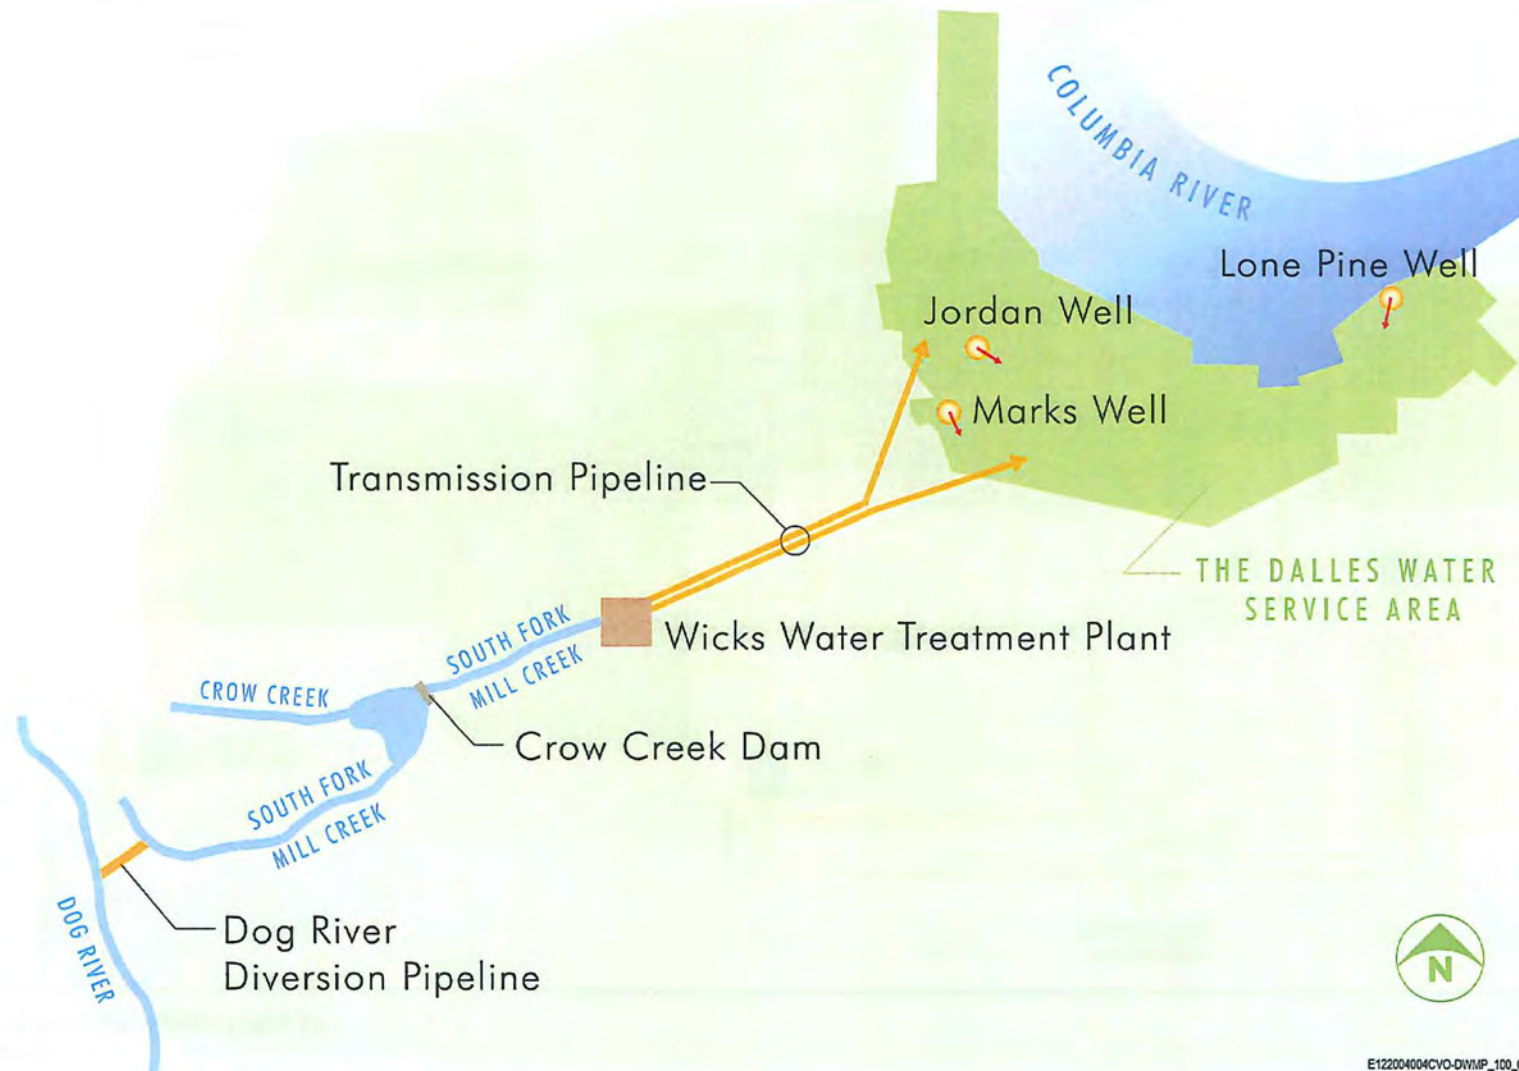 COLUMBIA RIVER
Lone Pine Well
Jordan Well
Marks Well
Transmission Pipeline
THE DALLES WATER
SERVICE AREA
SOUTH FORK
MILL CREEK
Wicks Water Treatment Plant
CROW CREEK
Crow Creek Dam
SOUTH FORK
MILL CREEK
DOG RIVER
Dog River
Diversion Pipeline
N
E122004004CVO-DWMP_100_